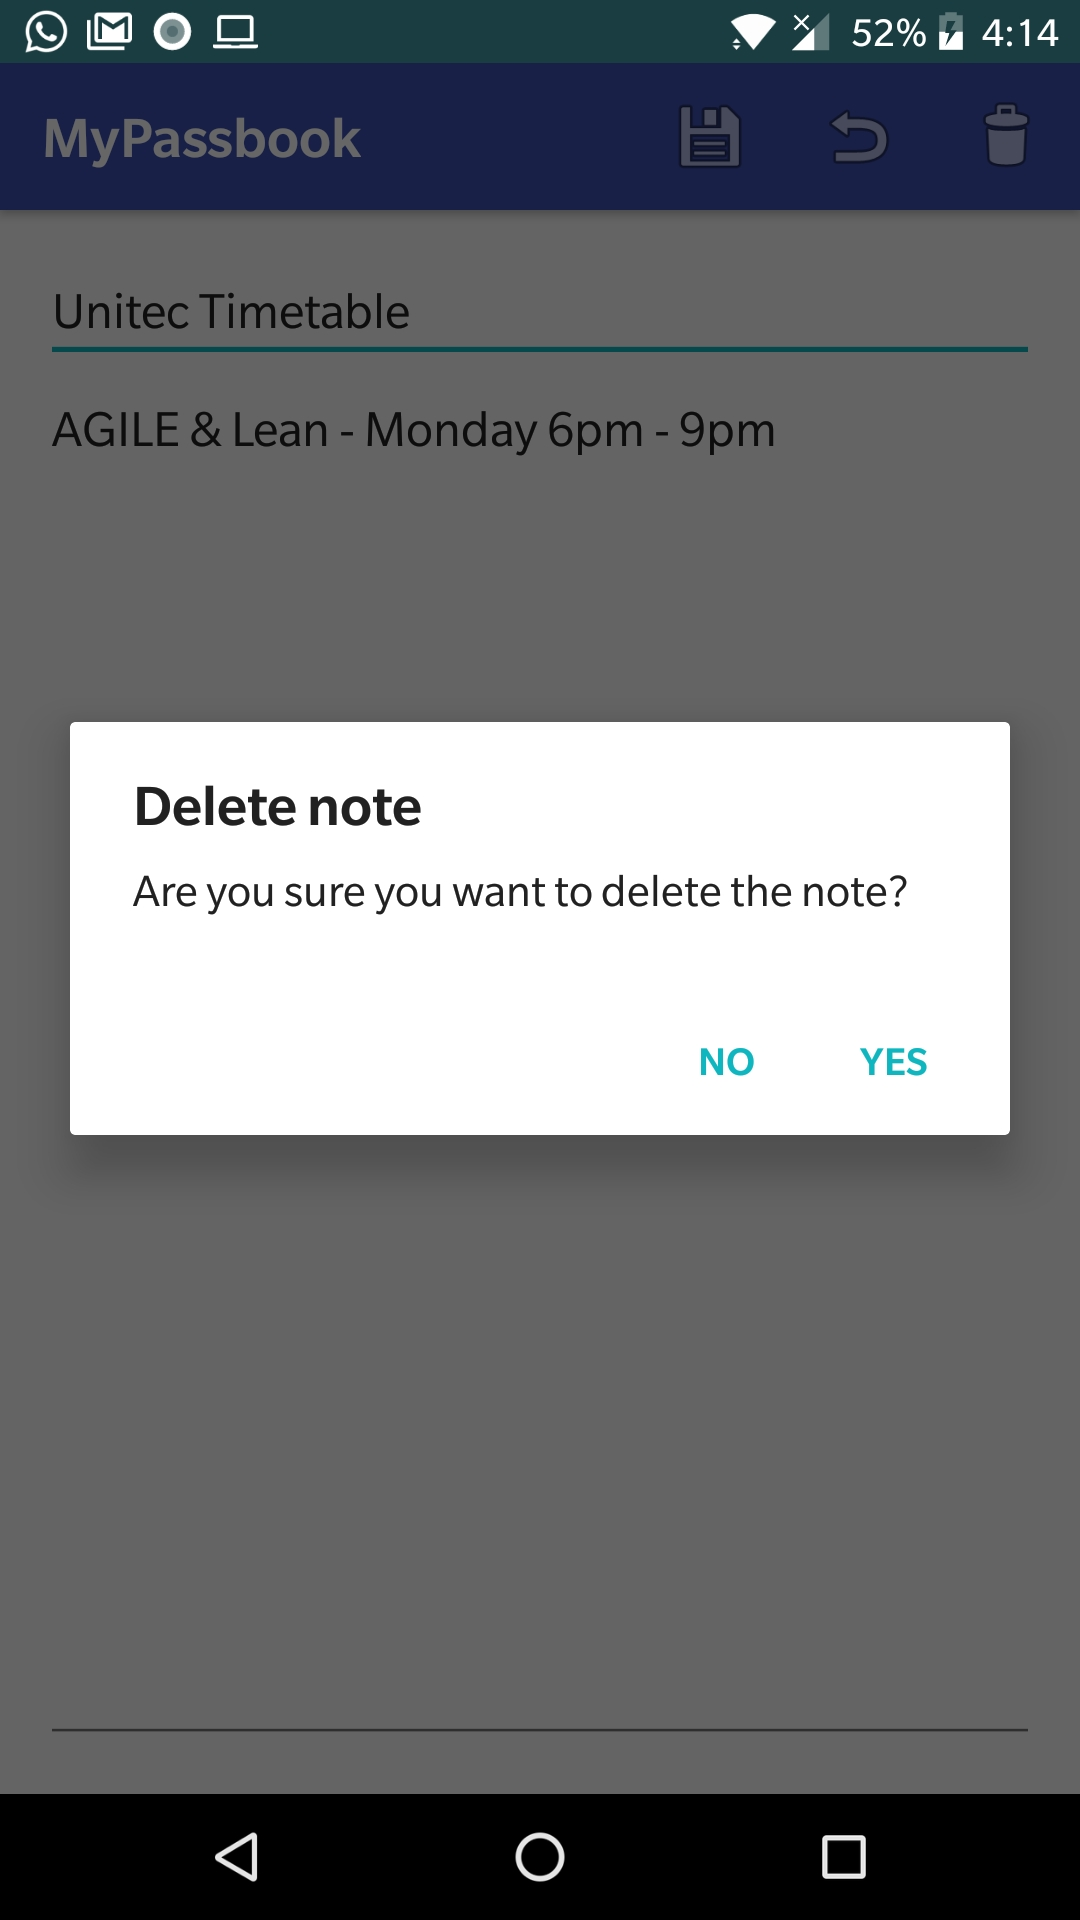 52% 4:14
MyPassbook
Unitec Timetable
AGILE & Lean - Monday 6pm - 9pm
Delete note
Are you sure you want to delete the note?
NO YES